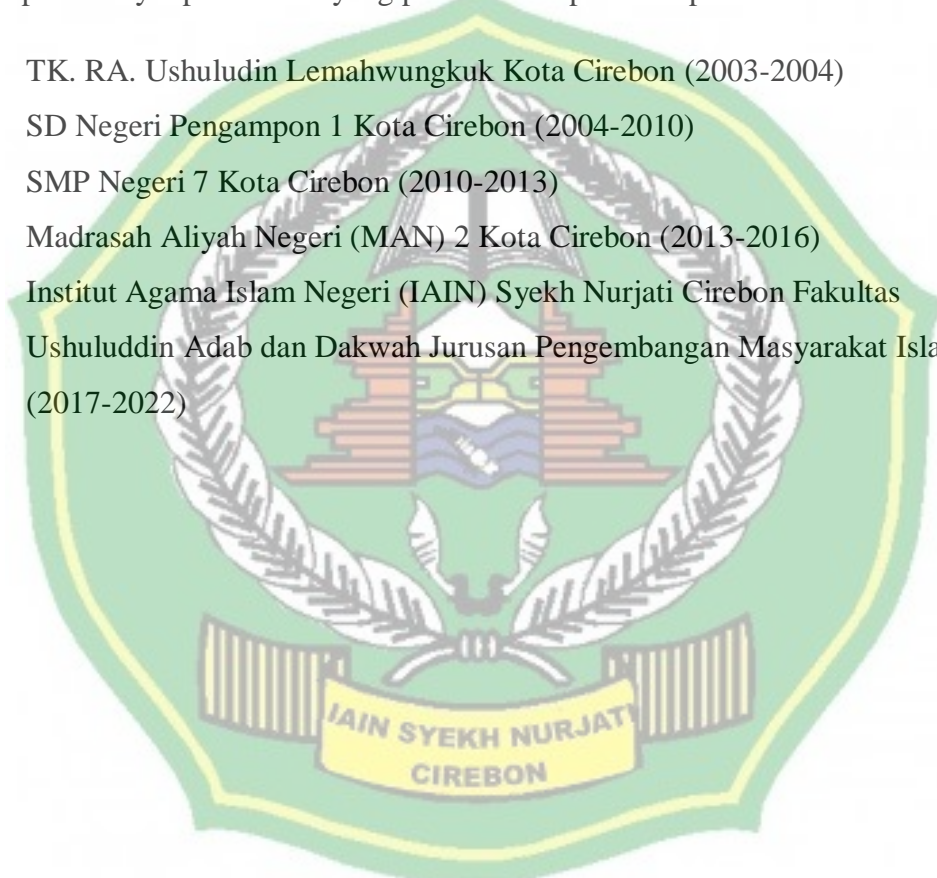 TK. RA. Ushuludin Lemahwungkuk Kota Cirebon (2003-2004)
SD Negeri Pengampon 1 Kota Cirebon (2004-2010)
SMP Negeri 7 Kota Cirebon (2010-2013)
Madrasah Aliyah Negeri (MAN) 2 Kota Cirebon (2013-2016)
Institut Agama Islam Negeri (IAIN) Syekh Nurjati Cirebon Fakultas
Ushuluddin Adab dan Dakwah Jurusan Pengembangan Masyarakat Isla
(2017-2022)
IAIN SYEKH NURJATI
CIREBON